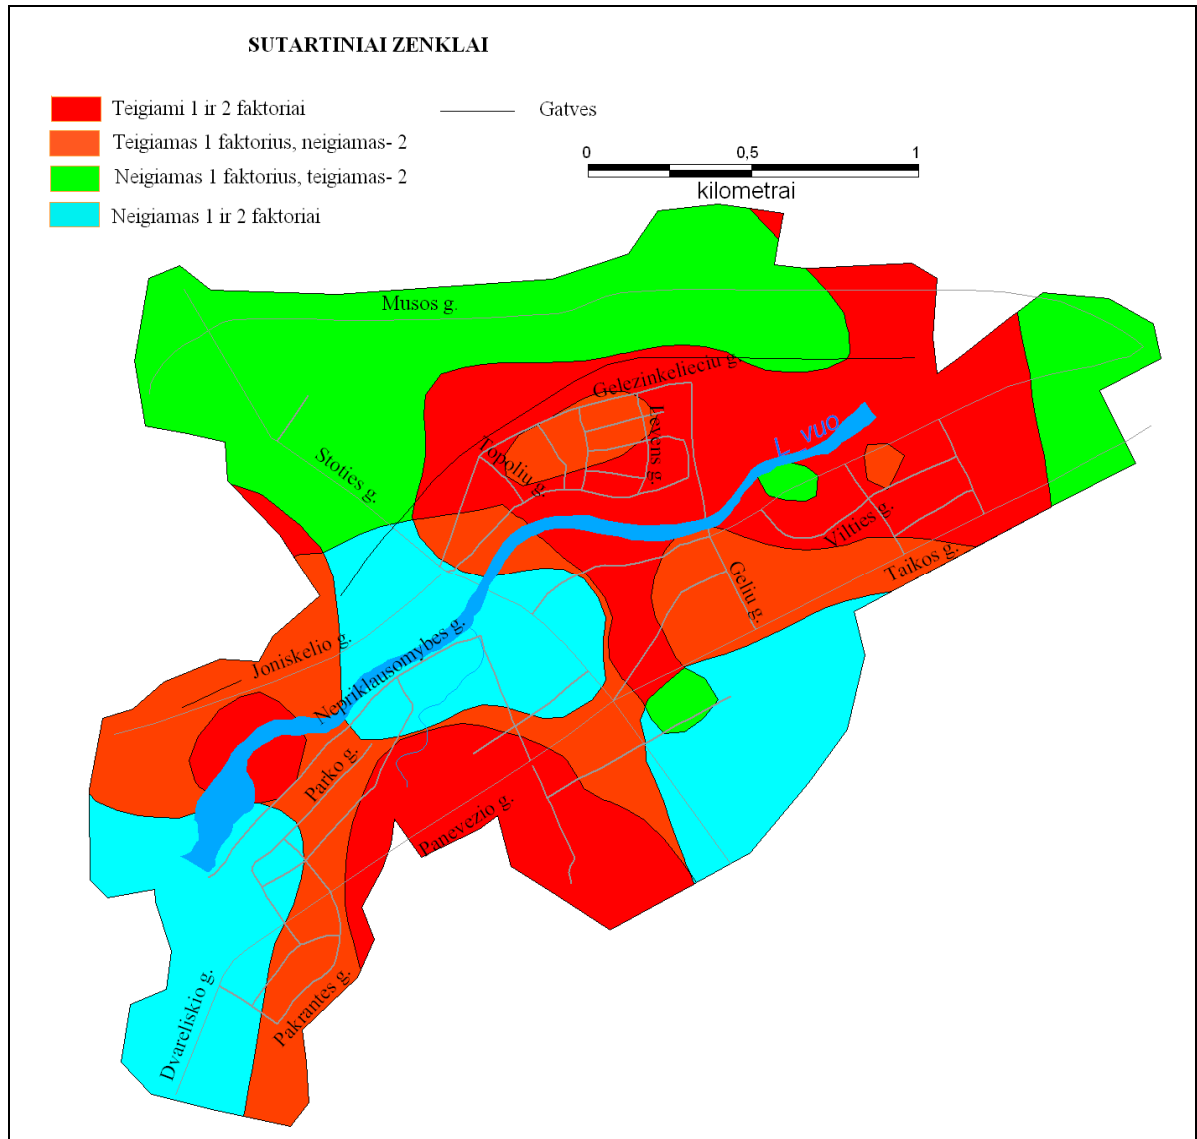 SUTARTINIAI ZENKLAI
Teigiami 1 ir 2 faktoriai
Gatves
Teigiamas 1 faktorius, neigiamas- 2
Neigiamas 1 faktorius, teigiamas- 2
Neigiamas 1 ir 2 faktoriai
0 0,5 1
kilometrai
Musos g.
Gelezinkelieciu g.
Levens g.
L vuo
Topoliu g.
Stoties g.
Vilties g.
Taikos g.
Geliu g.
Joniskelio g.
Nepriklausomybes g.
Parko g.
Panevezio g.
Dvareliskio g.
Pakrantes g.